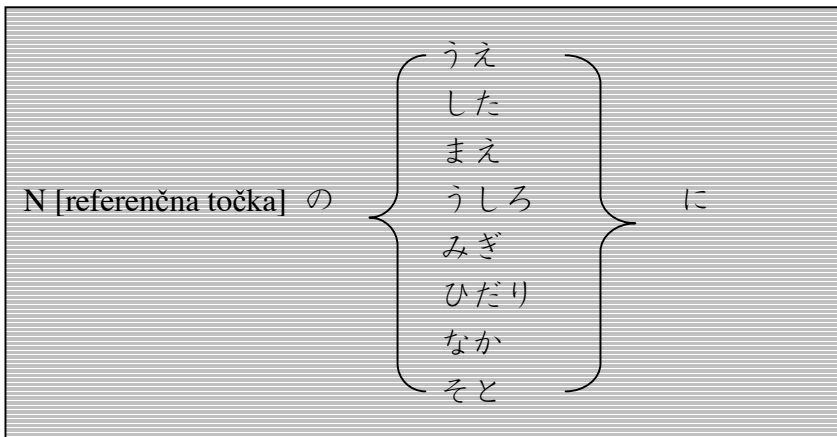 うえ
した
まえ
N [referenčna točka] の うしろ に
みぎ
ひだり
なか
そと